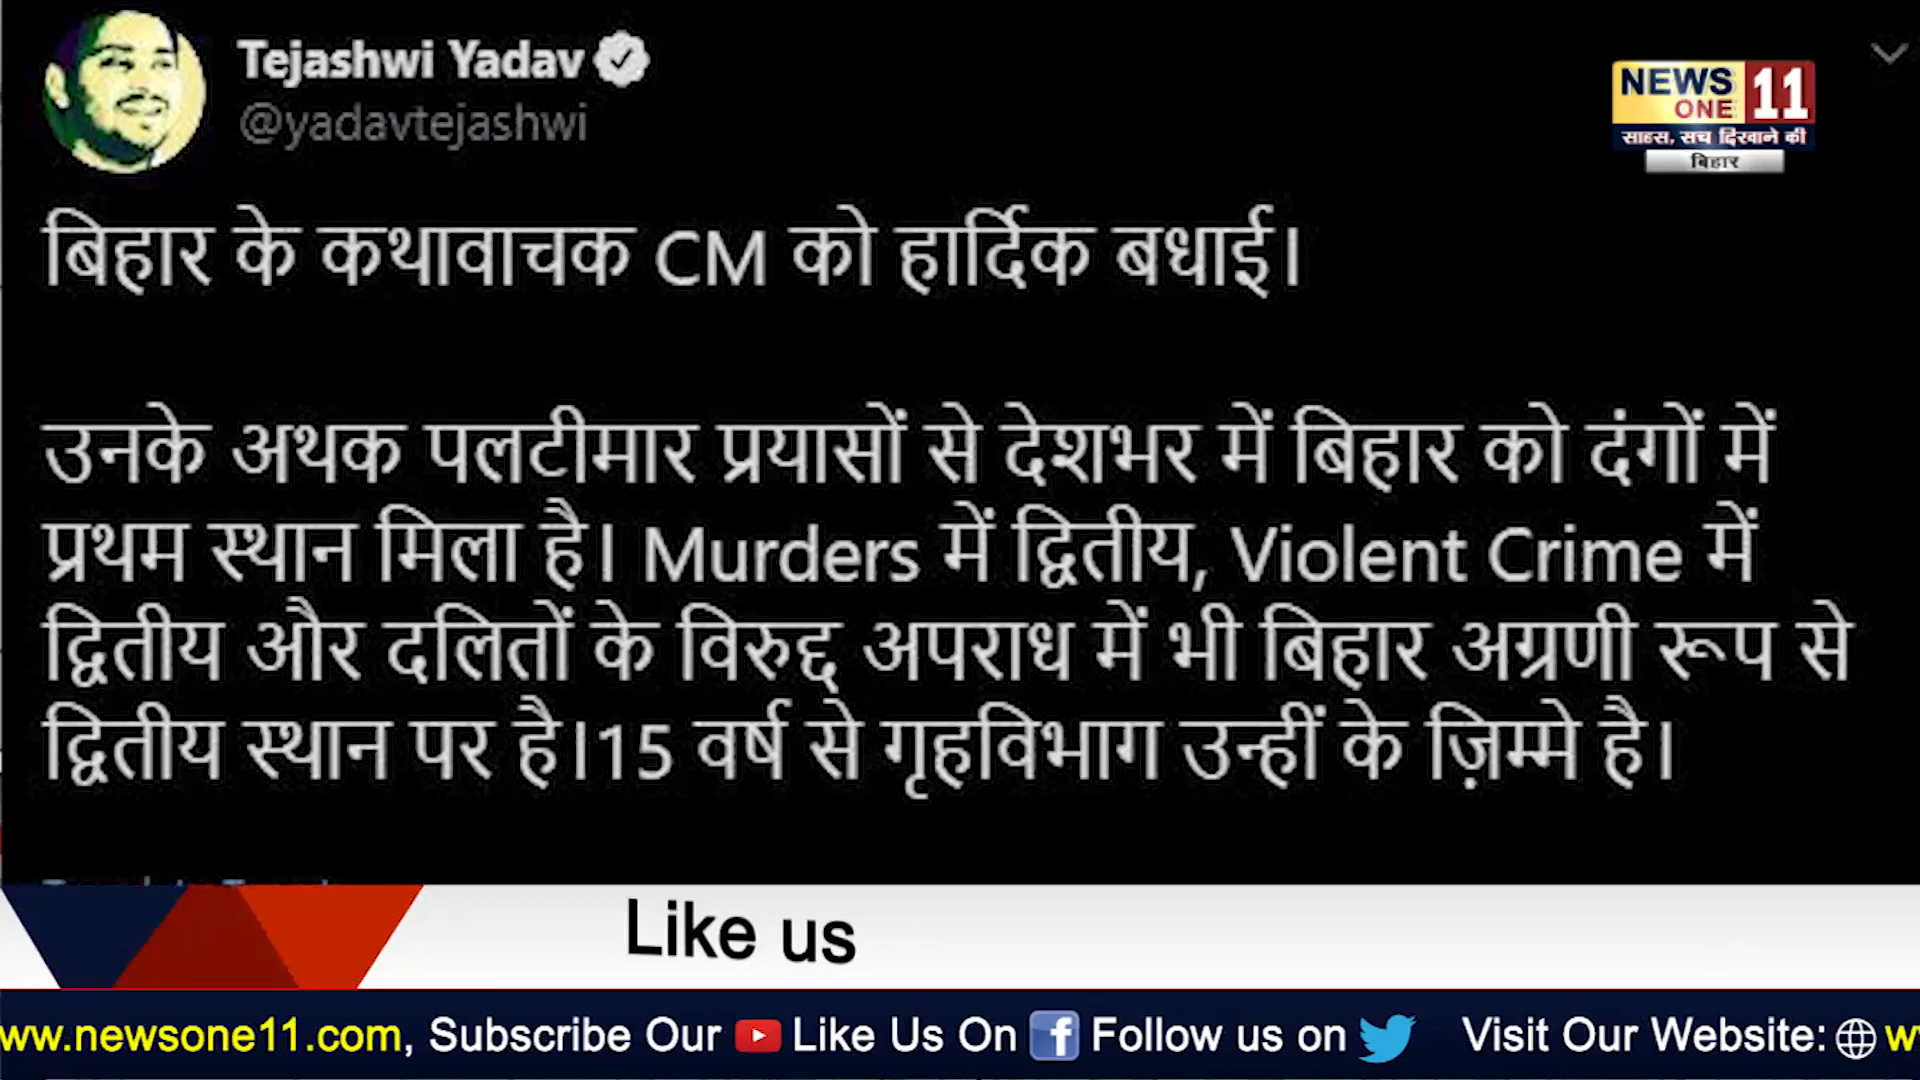 Tejashwi Yadav
@yadavtejashwi
NEWS ONE 11
साहस, सच दिखाने की
बिहार
बिहार के कथावाचक CM को हार्दिक बधाई।
उनके अथक पलटीमार प्रयासों से देशभर में बिहार को दंगों में
प्रथम स्थान मिला है। Murders में द्वितीय, Violent Crime में
द्वितीय और दलितों के विरुद्द अपराध में भी बिहार अग्रणी रूप से
द्वितीय स्थान पर है।15 वर्ष से गृहविभाग उन्हीं के ज़िम्मे है।
Like us
ww.newsone11.com, Subscribe Our Like Us On Follow us on Visit Our Website: w